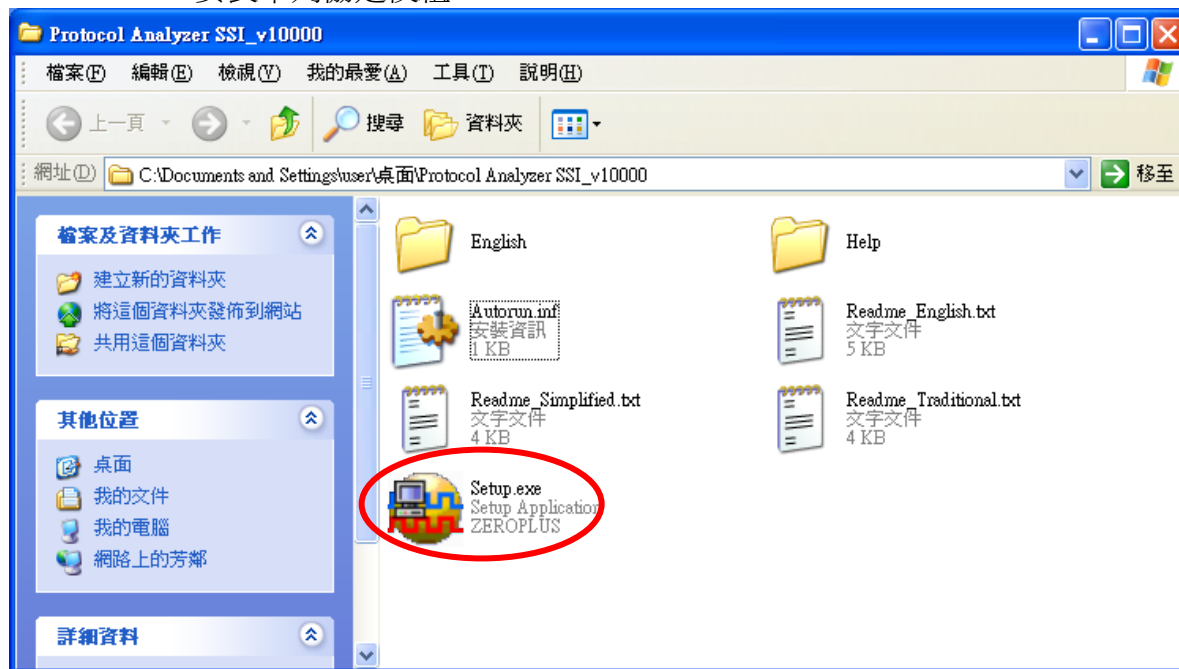 Protocol Analyzer SSI_v10000
檔案(F) 編輯(E) 檢視(V) 我的最愛(A) 工具(T) 說明(H)
上一頁 搜尋 資料夾
網址(D) C:\Documents and Settings\user\桌面\Protocol Analyzer SSI_v10000 移至
檔案及資料夾工作
建立新的資料夾
將這個資料夾發佈到網站
共用這個資料夾
其他位置
桌面
我的文件
我的電腦
網路上的芳鄰
詳細資料
English
Help
Autorun.inf
安裝資訊
1 KB
Readme_English.txt
文字文件
5 KB
Readme_Simplified.txt
文字文件
4 KB
Readme_Traditional.txt
文字文件
4 KB
Setup.exe
Setup Application
ZEROPLUS